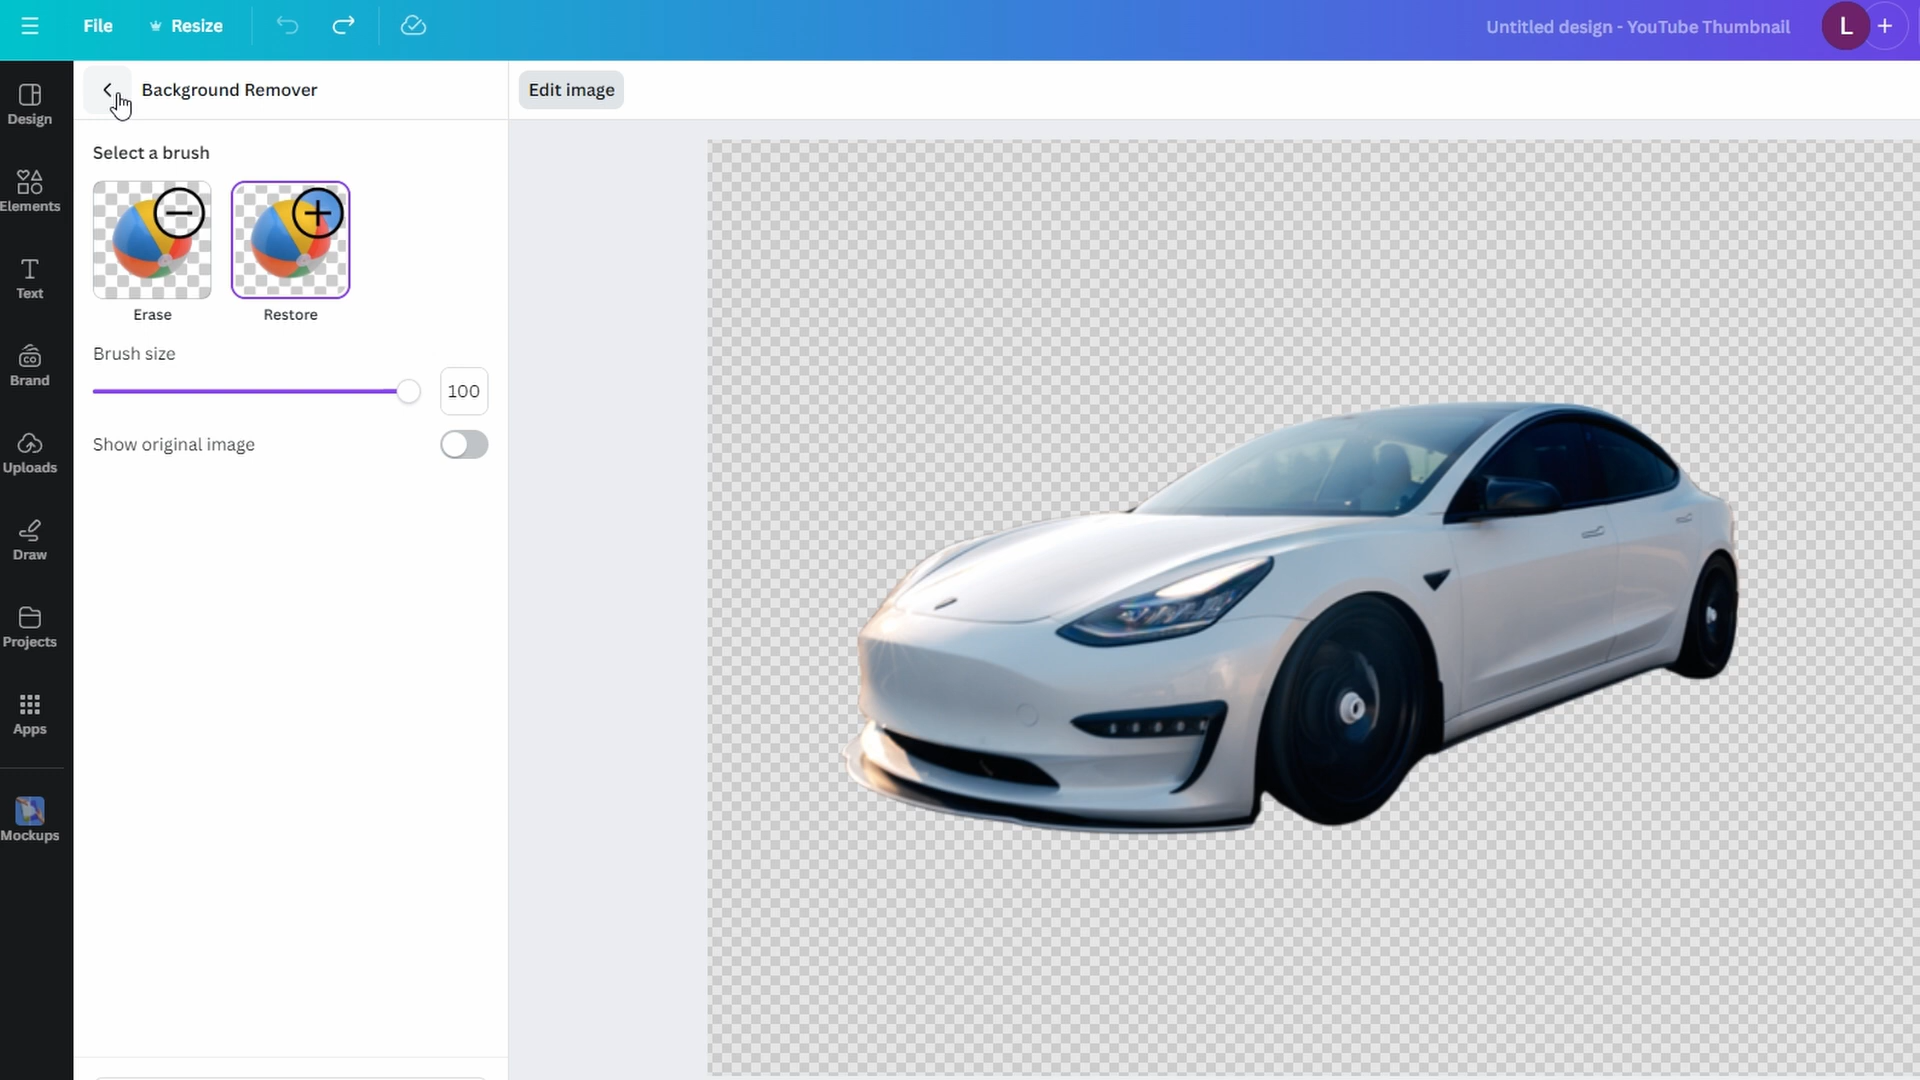 File
Resize
Untitled design - YouTube Thumbnail
L
+
Background Remover
Edit image
Design
Elements
Text
Brand
Uploads
Draw
Projects
Apps
Mockups
Select a brush
Erase
Restore
Brush size
100
Show original image